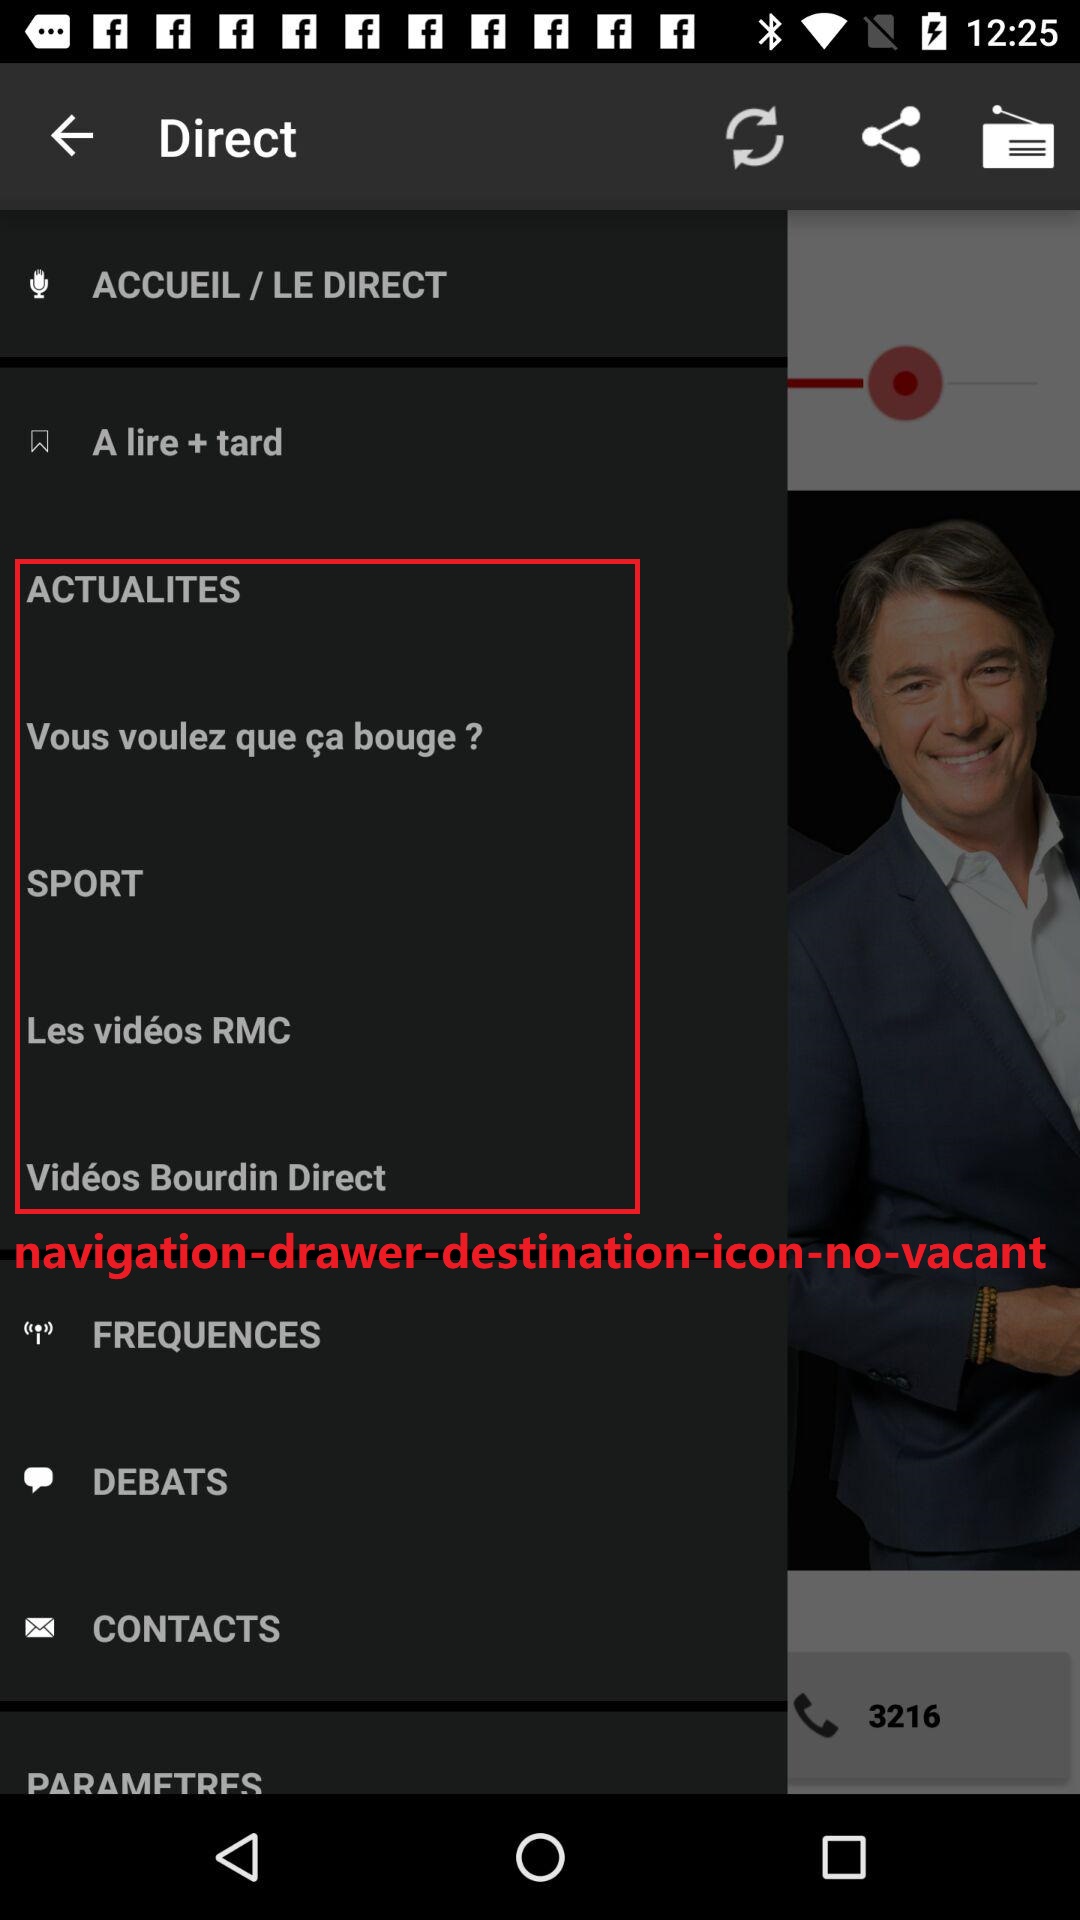 12:25
Direct
ACCUEIL / LE DIRECT
A lire + tard
ACTUALITES
Vous voulez que ça bouge ?
SPORT
Les vidéos RMC
Vidéos Bourdin Direct
navigation-drawer-destination-icon-no-vacant
FREQUENCES
DEBATS
CONTACTS
3216
PARAMETRES